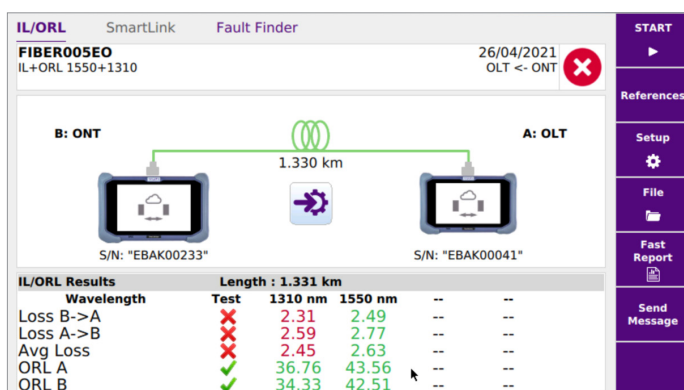 IL/ORL SmartLink Fault Finder
START
FIBER005EO 26/04/2021
IL+ORL 1550+1310 OLT <- ONT
References
B: ONT A: OLT
Setup
1.330 km
File
S/N: "EBAK00233" S/N: "EBAK00041"
Fast
Report
IL/ORL Results Length : 1.331 km
Wavelength Test 1310 nm 1550 nm -- --
Send
Message
Loss B->A 2.31 2.49 -- --
Loss A->B 2.59 2.77 -- --
Avg Loss 2.45 2.63 -- --
ORL A 36.76 43.56 -- --
ORL B 34.33 42.51 -- --